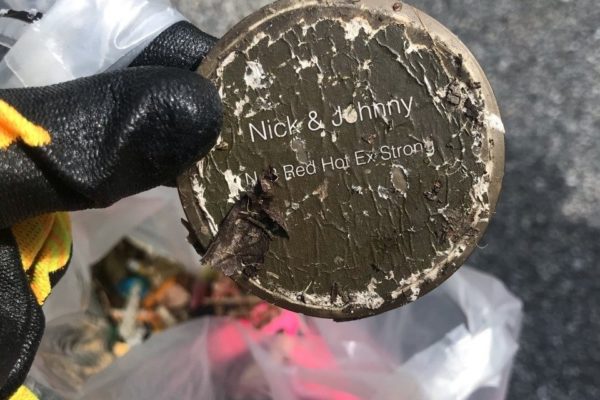 Nick & Johnny
Red Hot Ex Strong